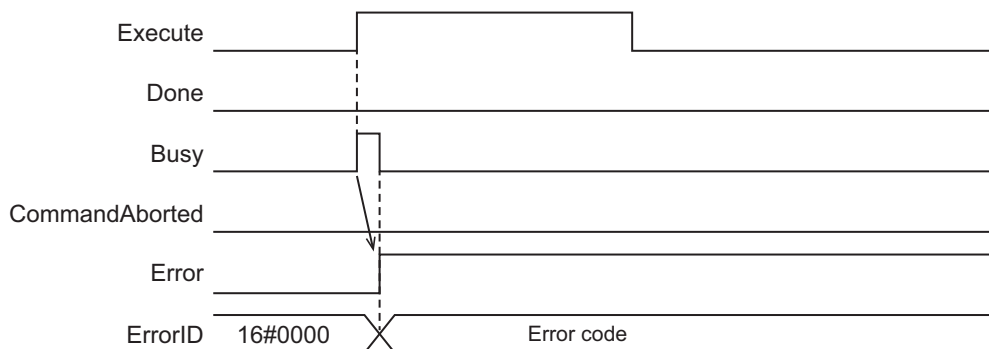 Execute
Done
Busy
CommandAborted
Error
ErrorID 16#0000 Error code